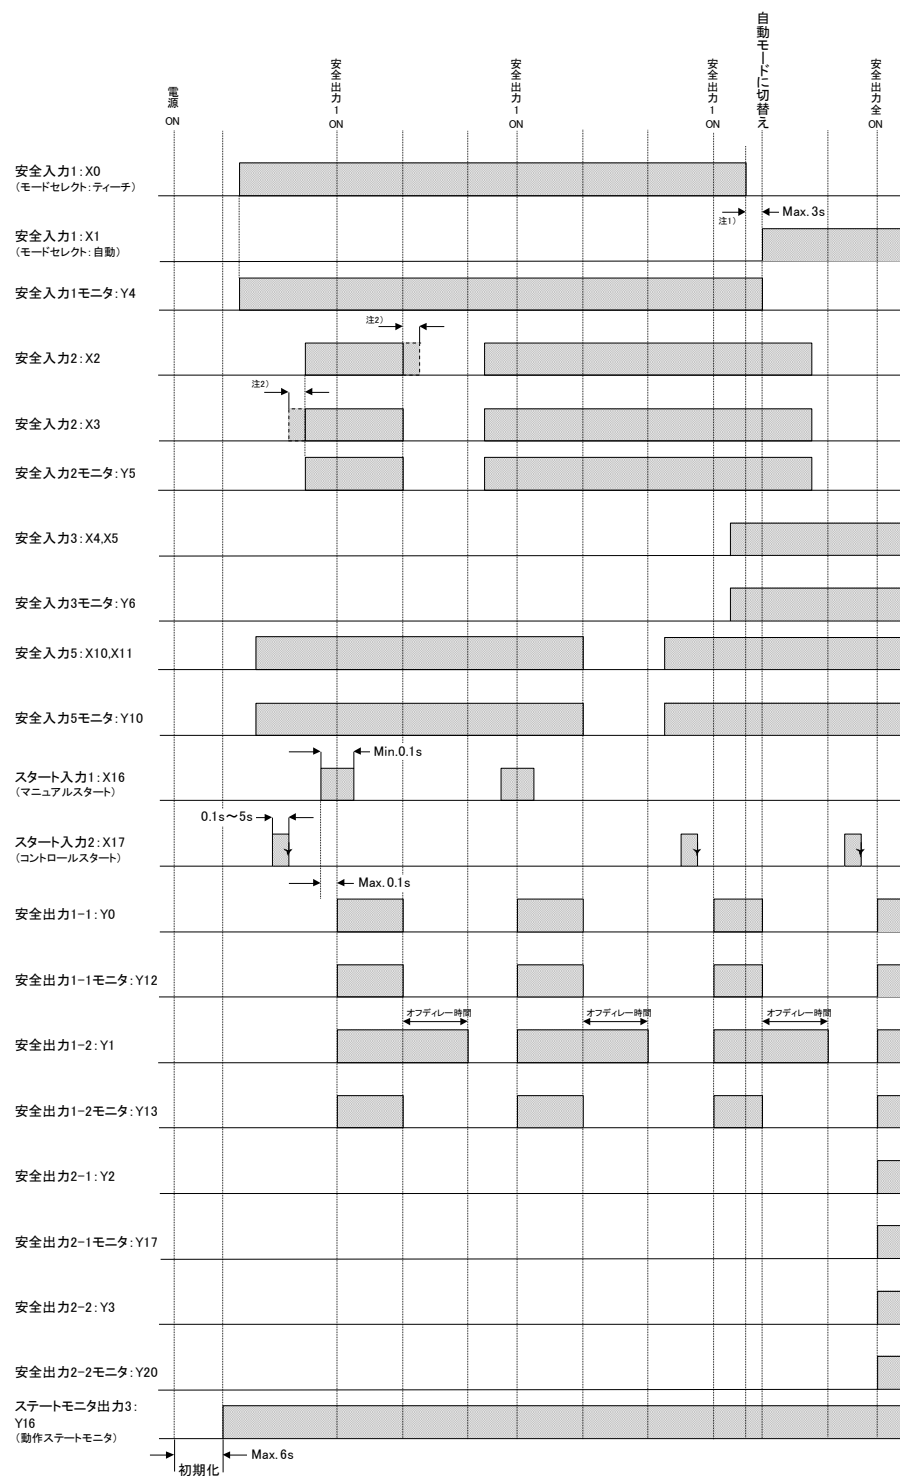 電源
ON
安全出力1
ON
安全出力1
ON
安全出力1
ON
自動モードに切替え
安全出力全
ON
安全入力1:X0
(モードセレクト:ティーチ)
注1)
Max.3s
安全入力1:X1
(モードセレクト:自動)
安全入力1モニタ:Y4
注2)
安全入力2:X2
注2)
安全入力2:X3
安全入力2モニタ:Y5
安全入力3:X4,X5
安全入力3モニタ:Y6
安全入力5:X10,X11
安全入力5モニタ:Y10
Min.0.1s
スタート入力1:X16
(マニュアルスタート)
0.1s~5s
スタート入力2:X17
(コントロールスタート)
Max.0.1s
安全出力1-1:Y0
安全出力1-1モニタ:Y12
オフディレー時間
オフディレー時間
オフディレー時間
安全出力1-2:Y1
安全出力1-2モニタ:Y13
安全出力2-1:Y2
安全出力2-1モニタ:Y17
安全出力2-2:Y3
安全出力2-2モニタ:Y20
ステートモニタ出力3:
Y16
(動作ステートモニタ)
Max.6s
初期化